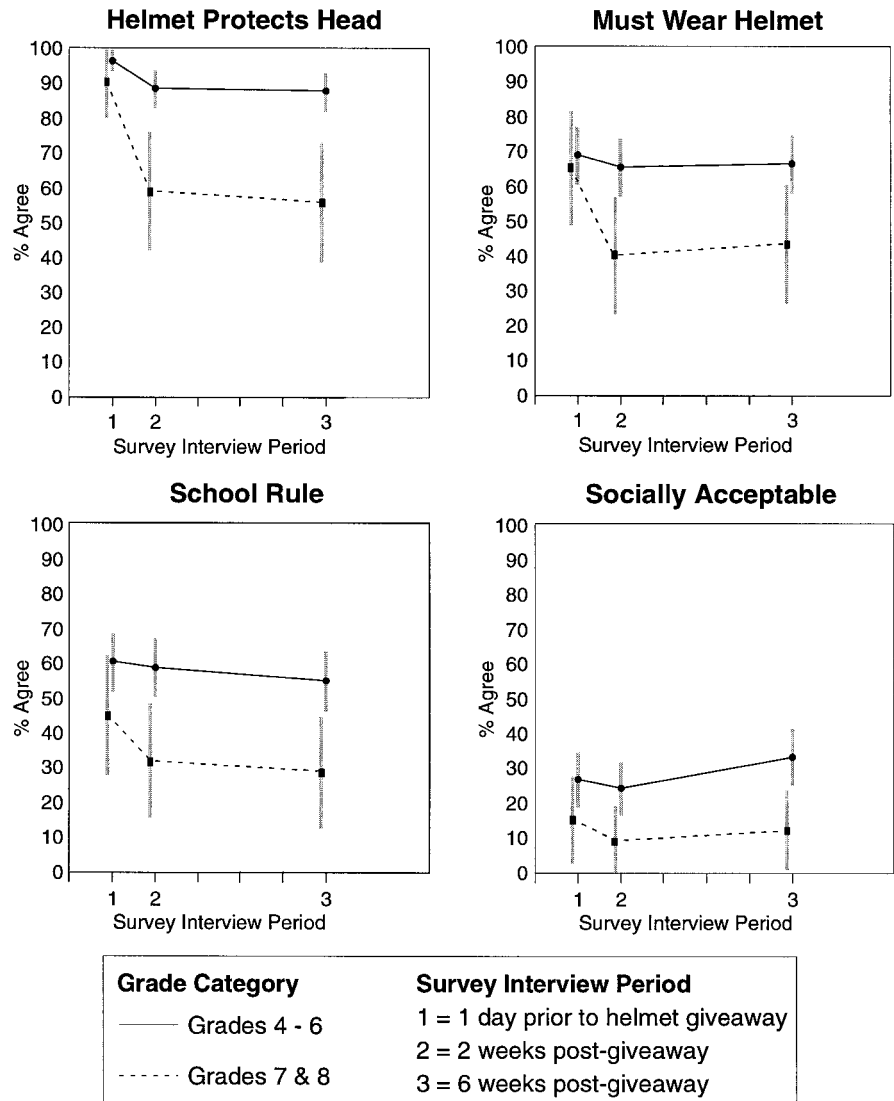 Helmet Protects Head
100
90
80
70
60
50
40
30
20
10
0
% Agree
1 2 3
Survey Interview Period
Must Wear Helmet
100
90
80
70
60
50
40
30
20
10
0
% Agree
1 2 3
Survey Interview Period
School Rule
100
90
80
70
60
50
40
30
20
10
0
% Agree
1 2 3
Survey Interview Period
Socially Acceptable
100
90
80
70
60
50
40
30
20
10
0
% Agree
1 2 3
Survey Interview Period
Grade Category
Grades 4 - 6
Grades 7 & 8
Survey Interview Period
1 = 1 day prior to helmet giveaway
2 = 2 weeks post-giveaway
3 = 6 weeks post-giveaway